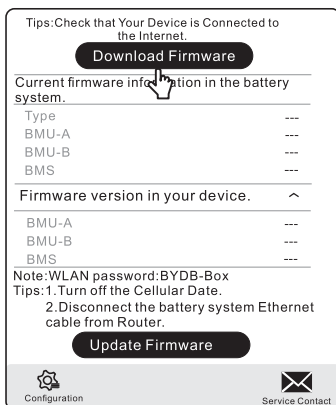 Tips:Check that Your Device is Connected to
the Internet.
Download Firmware
Current firmware information in the battery
system.
Type ---
BMU-A ---
BMU-B ---
BMS ---
Firmware version in your device.
BMU-A ---
BMU-B ---
BMS ---
Note:WLAN password:BYDB-Box
Tips:1.Turn off the Cellular Date.
2.Disconnect the battery system Ethernet
cable from Router.
Update Firmware
Configuration
Service Contact